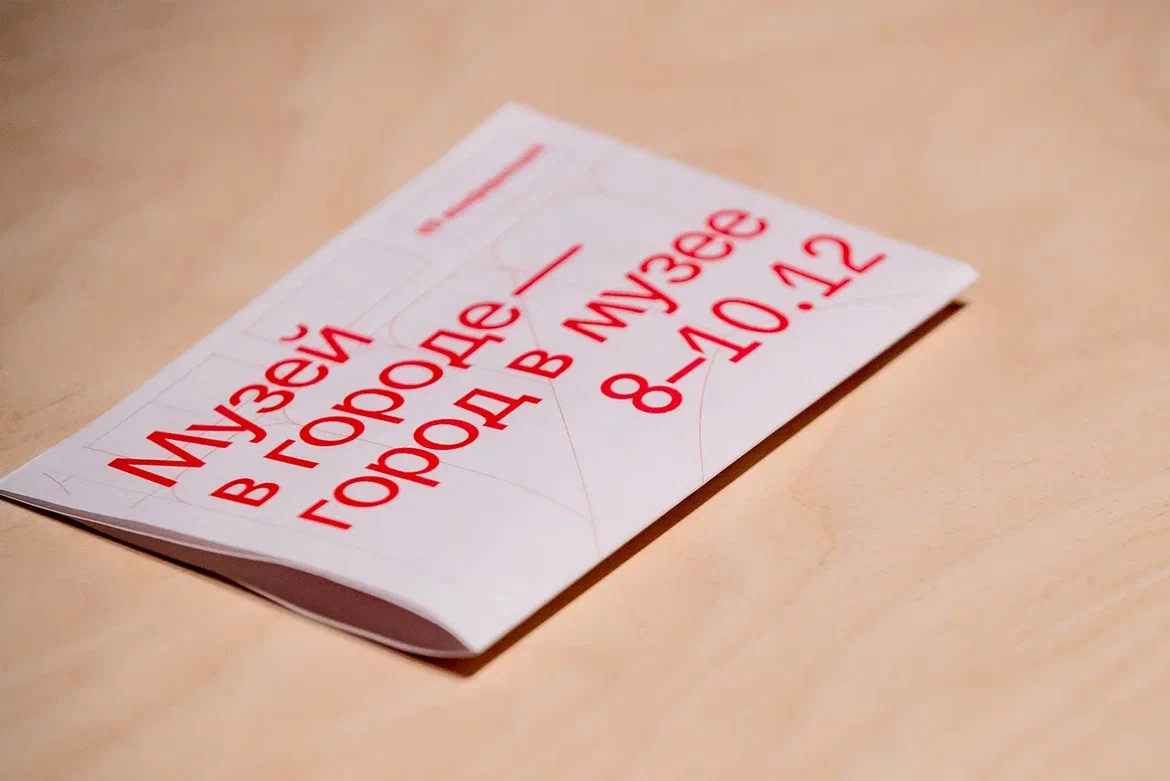 Музей
в городе —
город в музее
8–10.12